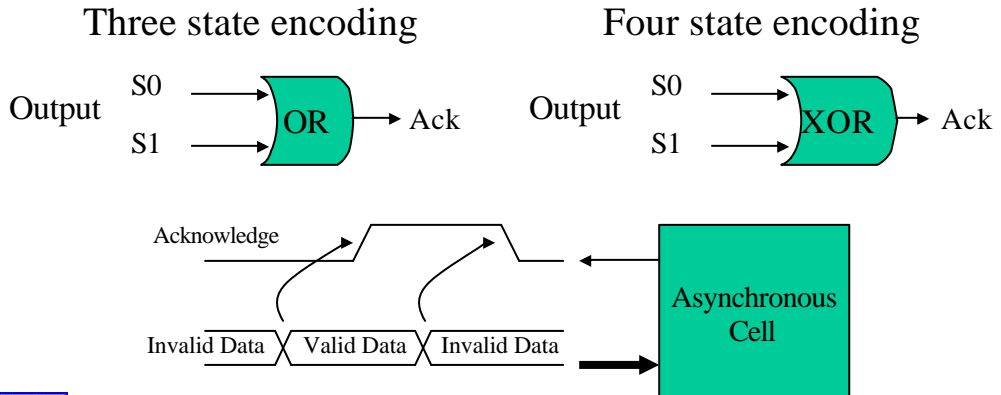 Three state encoding
Four state encoding
Output S0 S1 OR Ack
Output S0 S1 XOR Ack
Acknowledge
Invalid Data Valid Data Invalid Data
Asynchronous
Cell